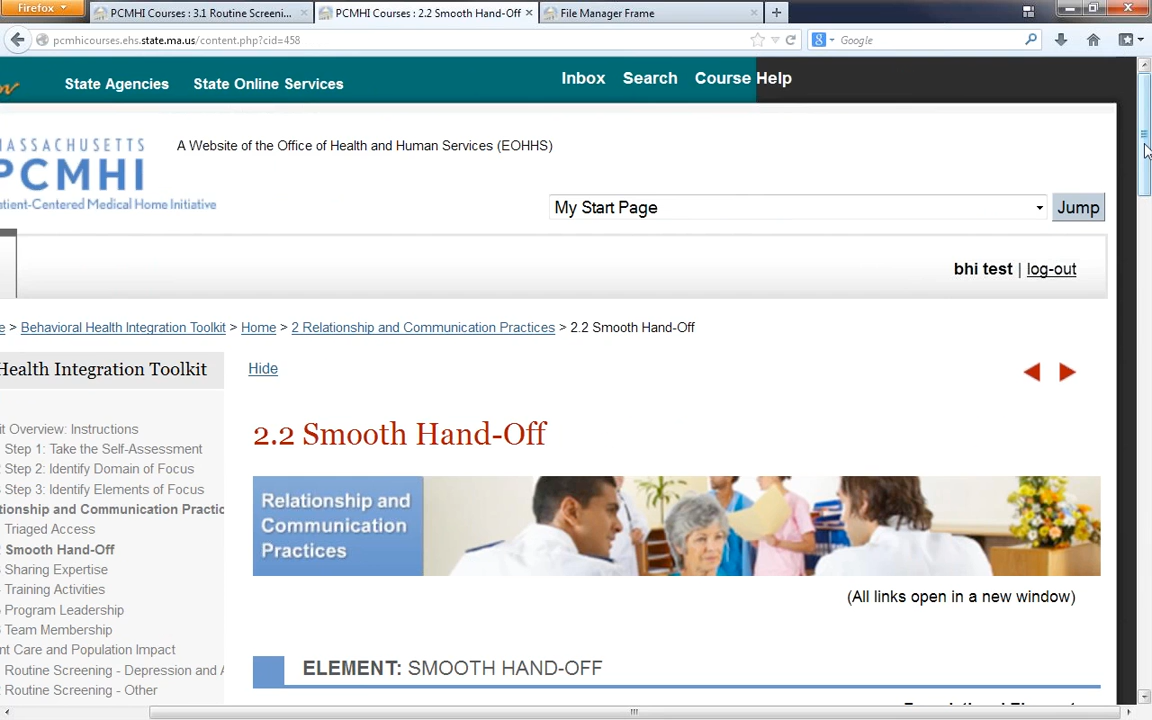 Firefox
PCMHI Courses : 3.1 Routine Screeni...
PCMHI Courses : 2.2 Smooth Hand-Off
File Manager Frame
pcmhicourses.ehs.state.ma.us/content.php?cid=458
Google
State Agencies
State Online Services
Inbox
Search
Course Help
MASSACHUSETTS
PCMHI
atient-Centered Medical Home Initiative
A Website of the Office of Health and Human Services (EOHHS)
My Start Page
Jump
bhi test | log-out
e > Behavioral Health Integration Toolkit > Home > 2 Relationship and Communication Practices > 2.2 Smooth Hand-Off
Health Integration Toolkit
Hide
2.2 Smooth Hand-Off
it Overview: Instructions
Step 1: Take the Self-Assessment
Step 2: Identify Domain of Focus
Step 3: Identify Elements of Focus
tionship and Communication Practic
Triaged Access
Smooth Hand-Off
Sharing Expertise
Training Activities
Program Leadership
Team Membership
nt Care and Population Impact
Routine Screening - Depression and A
Routine Screening - Other
Relationship and
Communication
Practices
(All links open in a new window)
ELEMENT: SMOOTH HAND-OFF